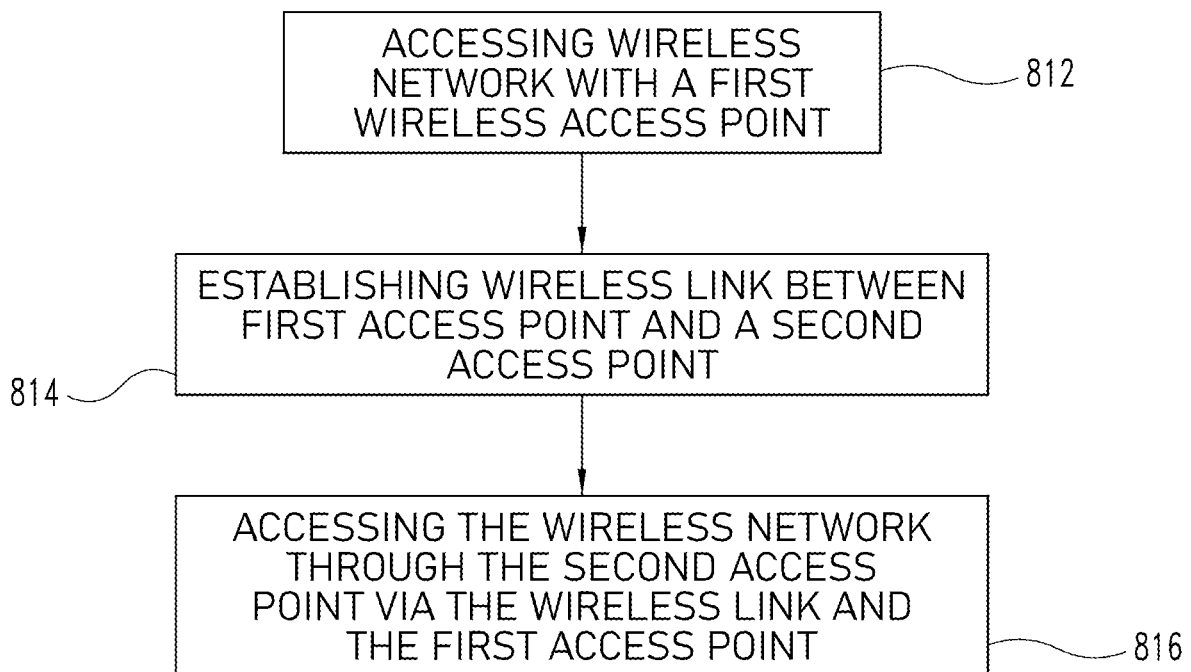 ACCESSING WIRELESS
NETWORK WITH A FIRST
WIRELESS ACCESS POINT
812
ESTABLISHING WIRELESS LINK BETWEEN
FIRST ACCESS POINT AND A SECOND
ACCESS POINT
814
ACCESSING THE WIRELESS NETWORK
THROUGH THE SECOND ACCESS
POINT VIA THE WIRELESS LINK AND
THE FIRST ACCESS POINT
816